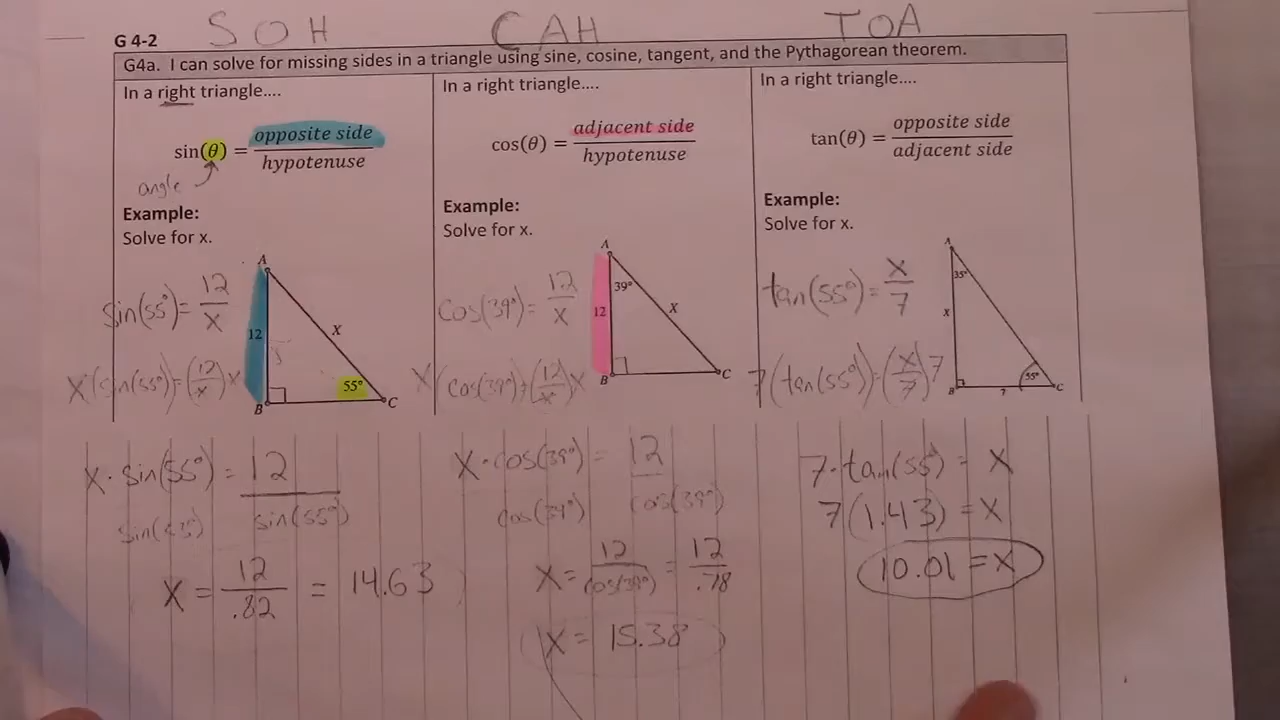 SOH CAH TOA
G 4-2
G4a. I can solve for missing sides in a triangle using sine, cosine, tangent, and the Pythagorean theorem.
In a right triangle....
sin(θ) = opposite side / hypotenuse
angle
Example:
Solve for x.
sin(55°) = 12/x
x(sin(55°)) = (12/x)x
A
12
x
55°
B
C
x · sin(55°) = 12
sin(55°) sin(55°)
x = 12/.82 = 14.63
In a right triangle....
cos(θ) = adjacent side / hypotenuse
Example:
Solve for x.
cos(39°) = 12/x
x(cos(39°)) = (12/x)x
A
39°
12
x
B
C
x · cos(39°) = 12
cos(39°) cos(39°)
x = 12/cos(39°) = 12/.78
x = 15.38
In a right triangle....
tan(θ) = opposite side / adjacent side
Example:
Solve for x.
tan(55°) = x/7
7(tan(55°)) = (x/7)7
A
35°
x
55°
B
7
C
7·tan(55°) = x
7(1.43) = x
10.01 = x